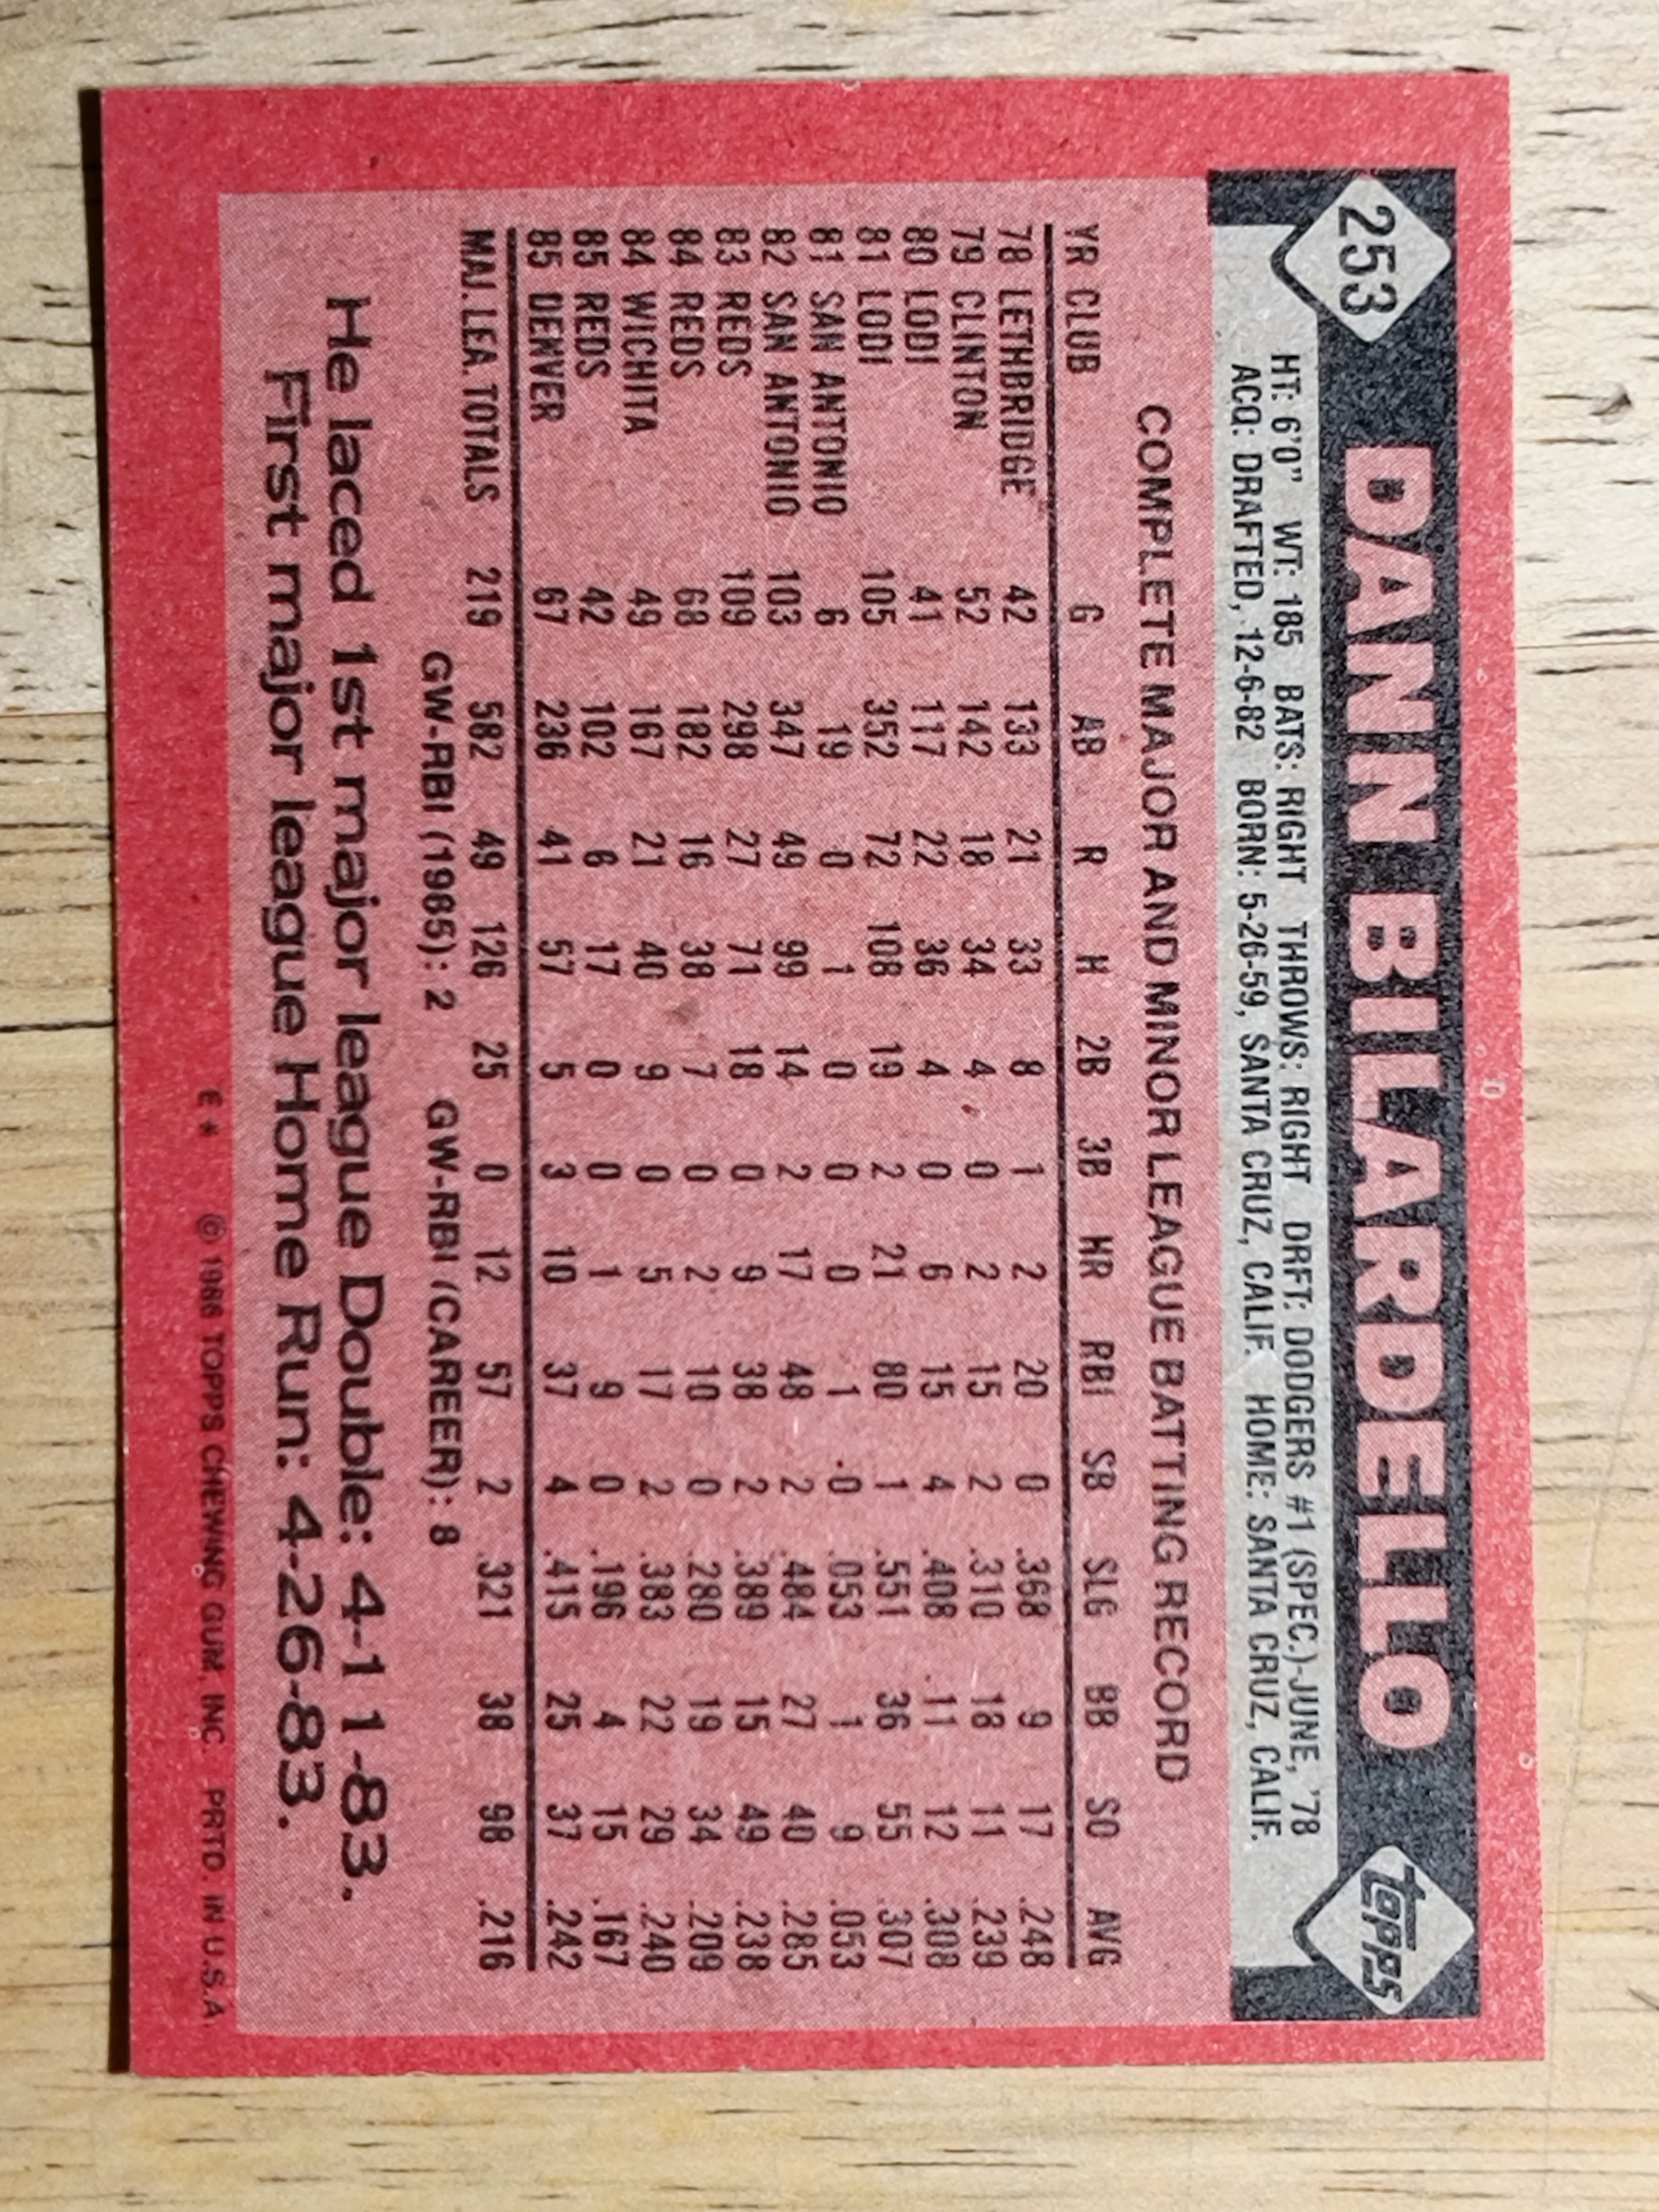 253 DANN BILARDELLO topps
HT: 6'0" WT: 185 BATS: RIGHT THROWS: RIGHT DRFT: DODGERS #1 (SPEC.)-JUNE, '78
ACQ: DRAFTED, 12-6-82 BORN: 5-26-59, SANTA CRUZ, CALIF. HOME: SANTA CRUZ, CALIF.
COMPLETE MAJOR AND MINOR LEAGUE BATTING RECORD
YR CLUB G AB R H 2B 3B HR RBI SB SLG BB SO AVG
78 LETHBRIDGE 42 133 21 33 8 1 2 20 0 .368 9 17 .248
79 CLINTON 52 142 18 34 4 0 2 15 2 .310 18 11 .239
80 LODI 41 117 22 36 4 0 6 15 4 .408 11 12 .308
81 LODI 105 352 72 108 19 2 21 80 1 .551 36 55 .307
81 SAN ANTONIO 6 19 0 1 0 0 0 1 0 .053 1 9 .053
82 SAN ANTONIO 103 347 49 99 14 2 17 48 2 .484 27 40 .285
83 REDS 109 298 27 71 18 0 9 38 2 .389 15 49 .238
84 REDS 68 182 16 38 7 0 2 10 0 .280 19 34 .209
84 WICHITA 49 167 21 40 9 0 5 17 2 .383 22 29 .240
85 REDS 42 102 6 17 0 0 1 9 0 .196 4 15 .167
85 DENVER 67 236 41 57 5 3 10 37 4 .415 25 37 .242
MAJ. LEA. TOTALS 219 582 49 126 25 0 12 57 2 .321 38 98 .216
GW-RBI (1985): 2 GW-RBI (CAREER): 8
He laced 1st major league Double: 4-11-83.
First major league Home Run: 4-26-83.
E* © 1986 TOPPS CHEWING GUM, INC. PRTD. IN U.S.A.